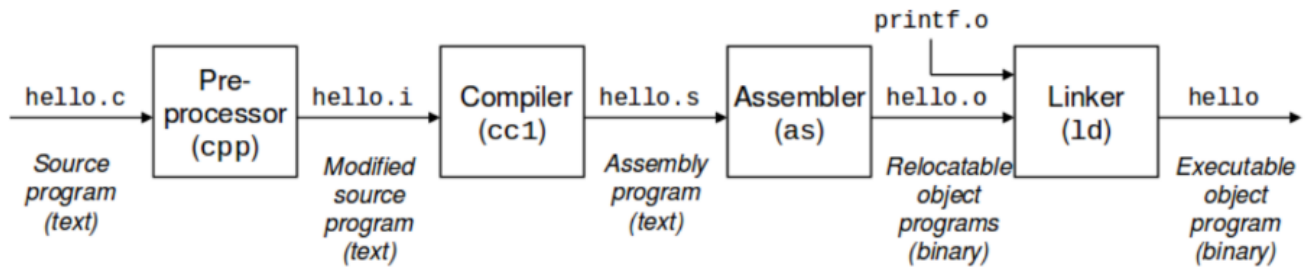 printf.o
hello.c
Pre-
processor
(cpp)
hello.i
Compiler
(cc1)
hello.s
Assembler
(as)
hello.o
Linker
(ld)
hello
Source
program
(text)
Modified
source
program
(text)
Assembly
program
(text)
Relocatable
object
programs
(binary)
Executable
object
program
(binary)